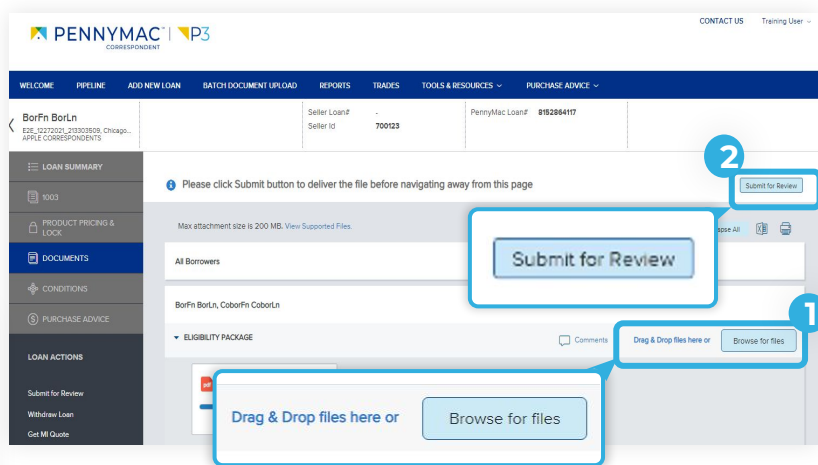 PENNYMAC | P3
CORRESPONDENT
CONTACT US Training User
WELCOME PIPELINE ADD NEW LOAN BATCH DOCUMENT UPLOAD REPORTS TRADES TOOLS & RESOURCES PURCHASE ADVICE
BorFn BorLn
E2E_12272021_213303509, Chicago...
APPLE CORRESPONDENTS
Seller Loan# -
Seller Id 700123
PennyMac Loan# 8152864117
LOAN SUMMARY
1003
PRODUCT PRICING &
LOCK
DOCUMENTS
CONDITIONS
PURCHASE ADVICE
LOAN ACTIONS
Submit for Review
Withdraw Loan
Get MI Quote
2
Please click Submit button to deliver the file before navigating away from this page
Submit for Review
Max attachment size is 200 MB. View Supported Files.
All
Submit for Review
All Borrowers
BorFn BorLn, CoborFn CoborLn
1
ELIGIBILITY PACKAGE
Comments
Drag & Drop files here or Browse for files
pdf
Drag & Drop files here or Browse for files